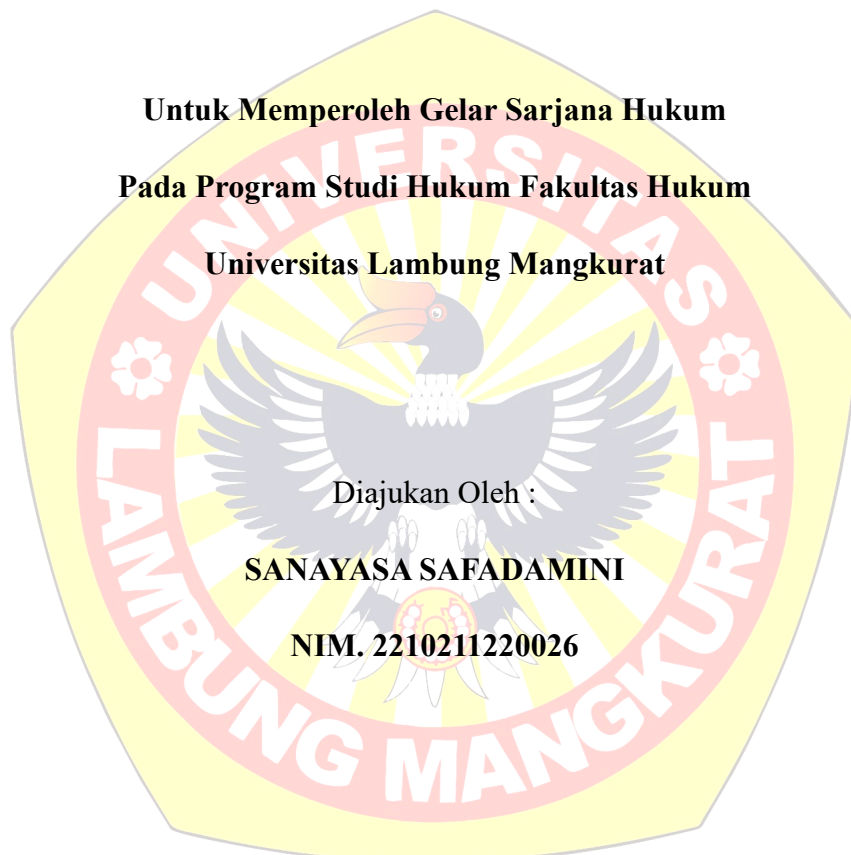 Untuk Memperoleh Gelar Sarjana Hukum
Pada Program Studi Hukum Fakultas Hukum
Universitas Lambung Mangkurat
Diajukan Oleh :
SANAYASA SAFADAMINI
NIM. 2210211220026
UNIVERSITAS
LAMBUNG MANGKURAT